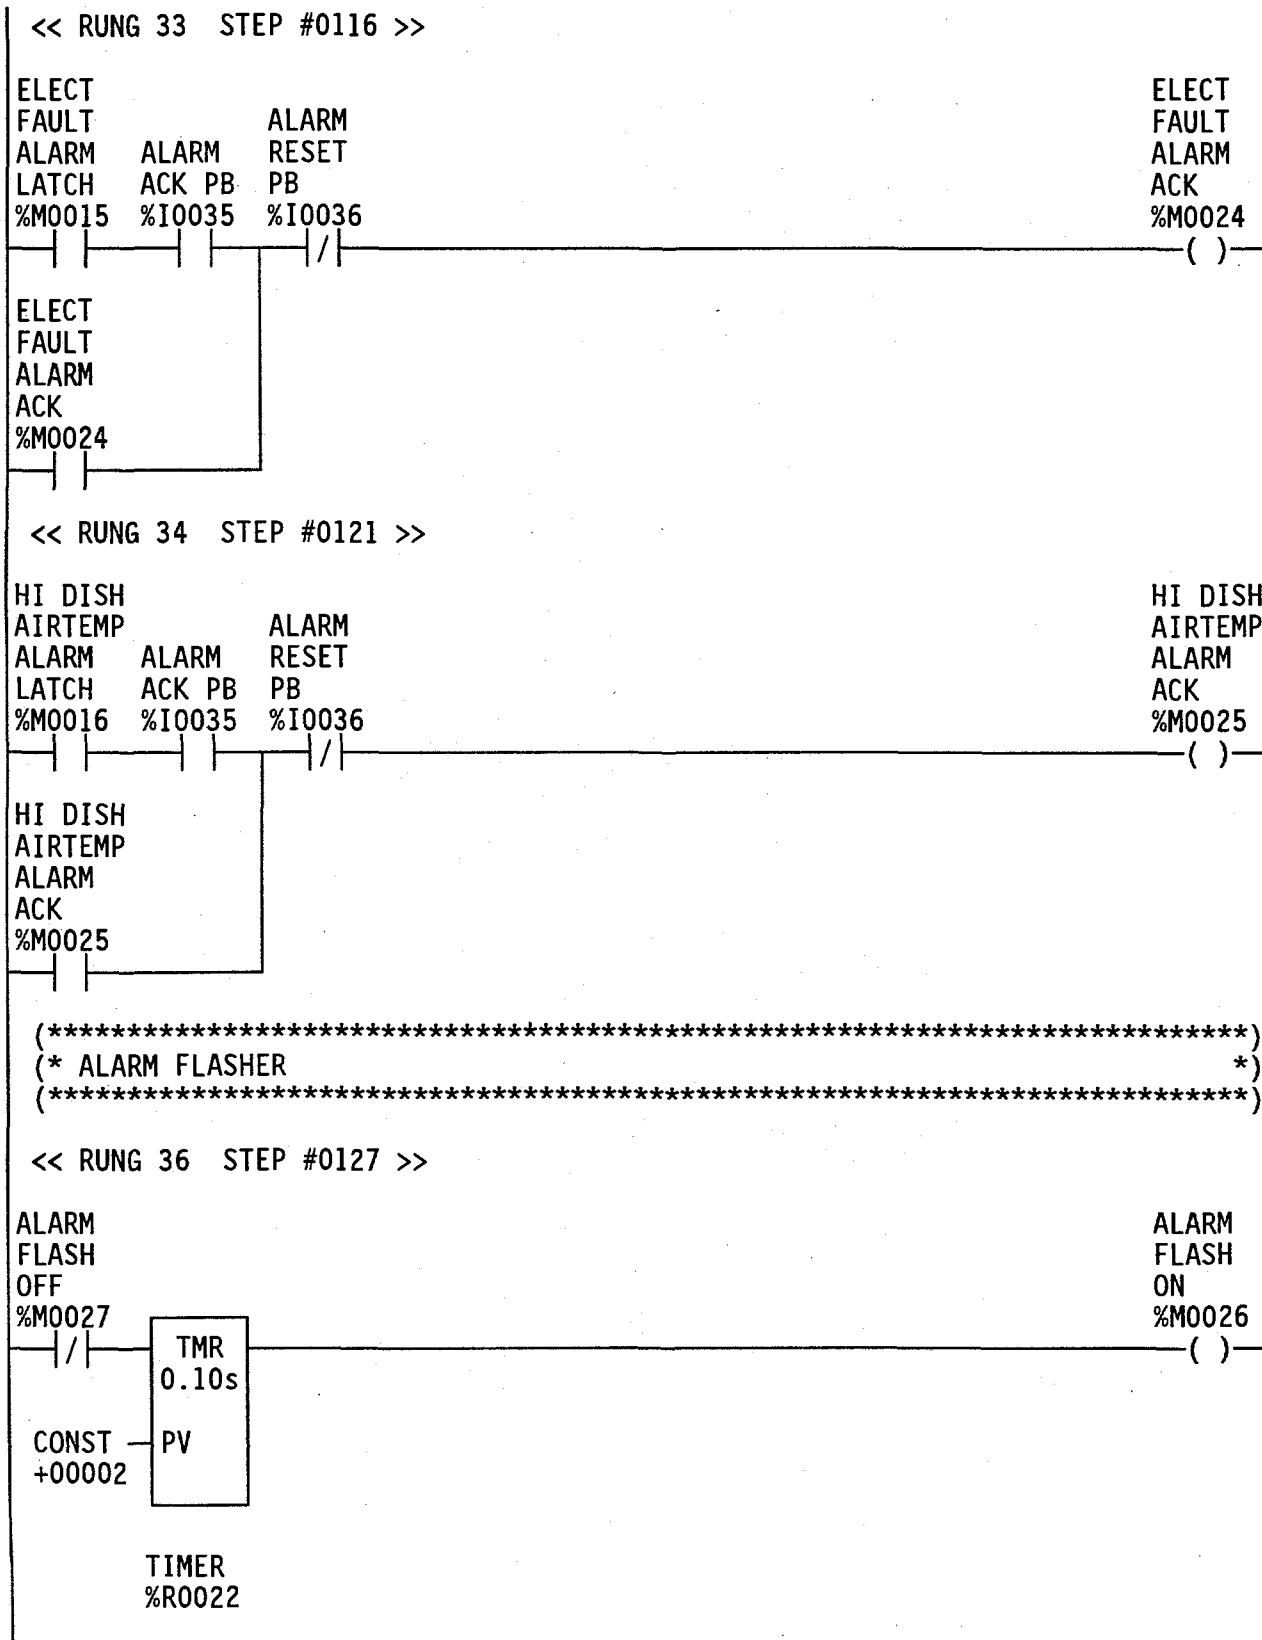 << RUNG 33  STEP #0116 >>
ELECT ELECT
FAULT ALARM FAULT
ALARM ALARM RESET ALARM
LATCH ACK PB PB ACK
%M0015 %I0035 %I0036 %M0024
( )
ELECT
FAULT
ALARM
ACK
%M0024
<< RUNG 34  STEP #0121 >>
HI DISH HI DISH
AIRTEMP ALARM AIRTEMP
ALARM ALARM RESET ALARM
LATCH ACK PB PB ACK
%M0016 %I0035 %I0036 %M0025
( )
HI DISH
AIRTEMP
ALARM
ACK
%M0025
(***************************************************************************)
(* ALARM FLASHER *)
(***************************************************************************)
<< RUNG 36  STEP #0127 >>
ALARM ALARM
FLASH FLASH
OFF ON
%M0027 %M0026
TMR ( )
0.10s
CONST PV
+00002
TIMER
%R0022